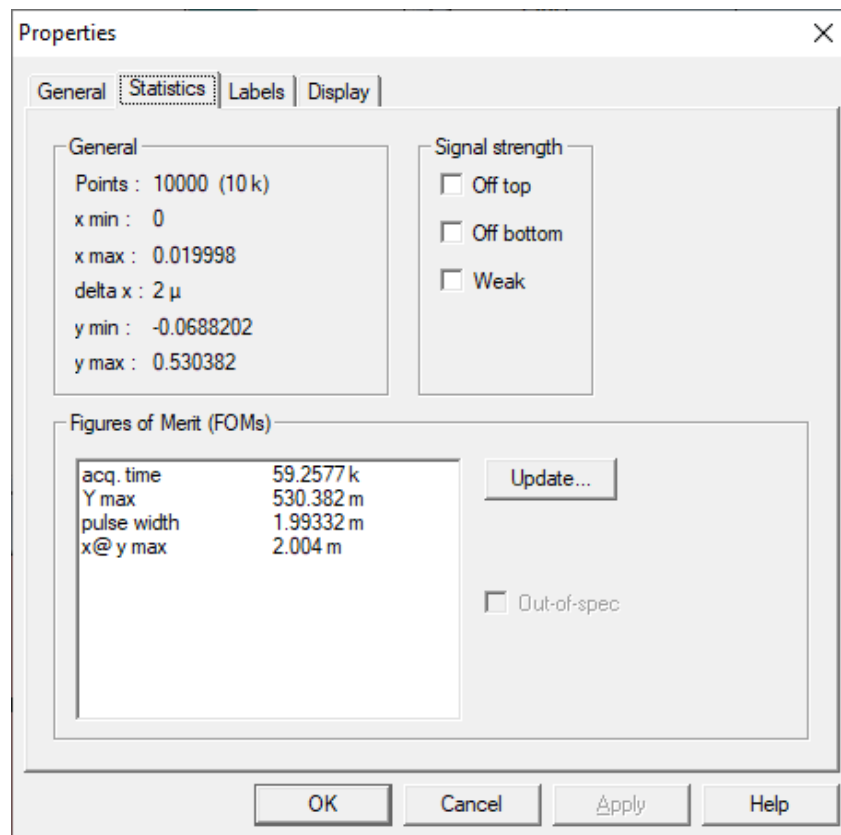 Properties
General Statistics Labels Display
General
Points : 10000 (10 k)
x min : 0
x max : 0.019998
delta x : 2 µ
y min : -0.0688202
y max : 0.530382
Signal strength
Off top
Off bottom
Weak
Figures of Merit (FOMs)
acq. time 59.2577 k
Y max 530.382 m
pulse width 1.99332 m
x@ y max 2.004 m
Update...
Out-of-spec
OK Cancel Apply Help